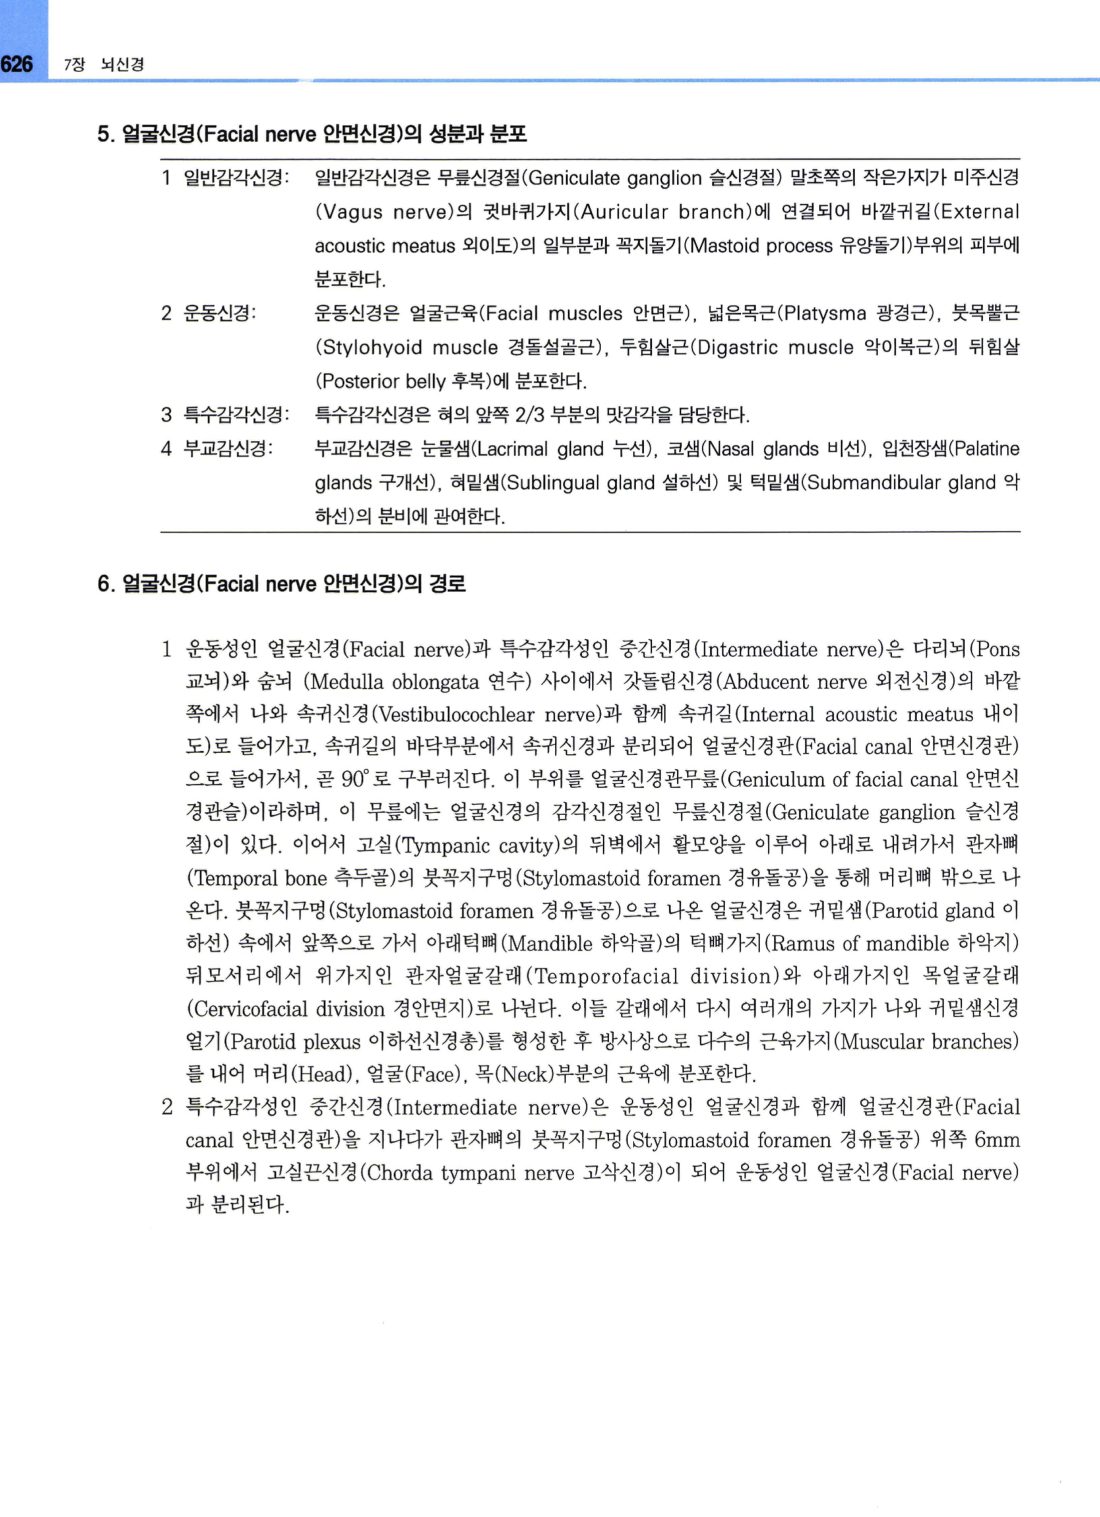 626 7장 뇌신경
5. 얼굴신경(Facial nerve 안면신경)의 성분과 분포
1 일반감각신경: 일반감각신경은 무릎신경절(Geniculate ganglion 슬신경절) 말초쪽의 작은가지가 미주신경
(Vagus nerve)의 귓바퀴가지(Auricular branch)에 연결되어 바깥귀길(External
acoustic meatus 외이도)의 일부분과 꼭지돌기(Mastoid process 유양돌기)부위의 피부에
분포한다.
2 운동신경: 운동신경은 얼굴근육(Facial muscles 안면근), 넓은목근(Platysma 광경근), 붓목뿔근
(Stylohyoid muscle 경돌설골근), 두힘살근(Digastric muscle 악이복근)의 뒤힘살
(Posterior belly 후복)에 분포한다.
3 특수감각신경: 특수감각신경은 혀의 앞쪽 2/3 부분의 맛감각을 담당한다.
4 부교감신경: 부교감신경은 눈물샘(Lacrimal gland 누선), 코샘(Nasal glands 비선), 입천장샘(Palatine
glands 구개선), 혀밑샘(Sublingual gland 설하선) 및 턱밑샘(Submandibular gland 악
하선)의 분비에 관여한다.
6. 얼굴신경(Facial nerve 안면신경)의 경로
1 운동성인 얼굴신경(Facial nerve)과 특수감각성인 중간신경(Intermediate nerve)은 다리뇌(Pons
교뇌)와 숨뇌 (Medulla oblongata 연수) 사이에서 갓돌림신경(Abducent nerve 외전신경)의 바깥
쪽에서 나와 속귀신경(Vestibulocochlear nerve)과 함께 속귀길(Internal acoustic meatus 내이
도)로 들어가고, 속귀길의 바닥부분에서 속귀신경과 분리되어 얼굴신경관(Facial canal 안면신경관)
으로 들어가서, 곧 90°로 구부러진다. 이 부위를 얼굴신경관무릎(Geniculum of facial canal 안면신
경관슬)이라하며, 이 무릎에는 얼굴신경의 감각신경절인 무릎신경절(Geniculate ganglion 슬신경
절)이 있다. 이어서 고실(Tympanic cavity)의 뒤벽에서 활모양을 이루어 아래로 내려가서 관자뼈
(Temporal bone 측두골)의 붓꼭지구멍(Stylomastoid foramen 경유돌공)을 통해 머리뼈 밖으로 나
온다. 붓꼭지구멍(Stylomastoid foramen 경유돌공)으로 나온 얼굴신경은 귀밑샘(Parotid gland 이
하선) 속에서 앞쪽으로 가서 아래턱뼈(Mandible 하악골)의 턱뼈가지(Ramus of mandible 하악지)
뒤모서리에서 위가지인 관자얼굴갈래(Temporofacial division)와 아래가지인 목얼굴갈래
(Cervicofacial division 경안면지)로 나뉜다. 이들 갈래에서 다시 여러개의 가지가 나와 귀밑샘신경
얼기(Parotid plexus 이하선신경총)를 형성한 후 방사상으로 다수의 근육가지(Muscular branches)
를 내어 머리(Head), 얼굴(Face), 목(Neck)부분의 근육에 분포한다.
2 특수감각성인 중간신경(Intermediate nerve)은 운동성인 얼굴신경과 함께 얼굴신경관(Facial
canal 안면신경관)을 지나다가 관자뼈의 붓꼭지구멍(Stylomastoid foramen 경유돌공) 위쪽 6mm
부위에서 고실끈신경(Chorda tympani nerve 고삭신경)이 되어 운동성인 얼굴신경(Facial nerve)
과 분리된다.